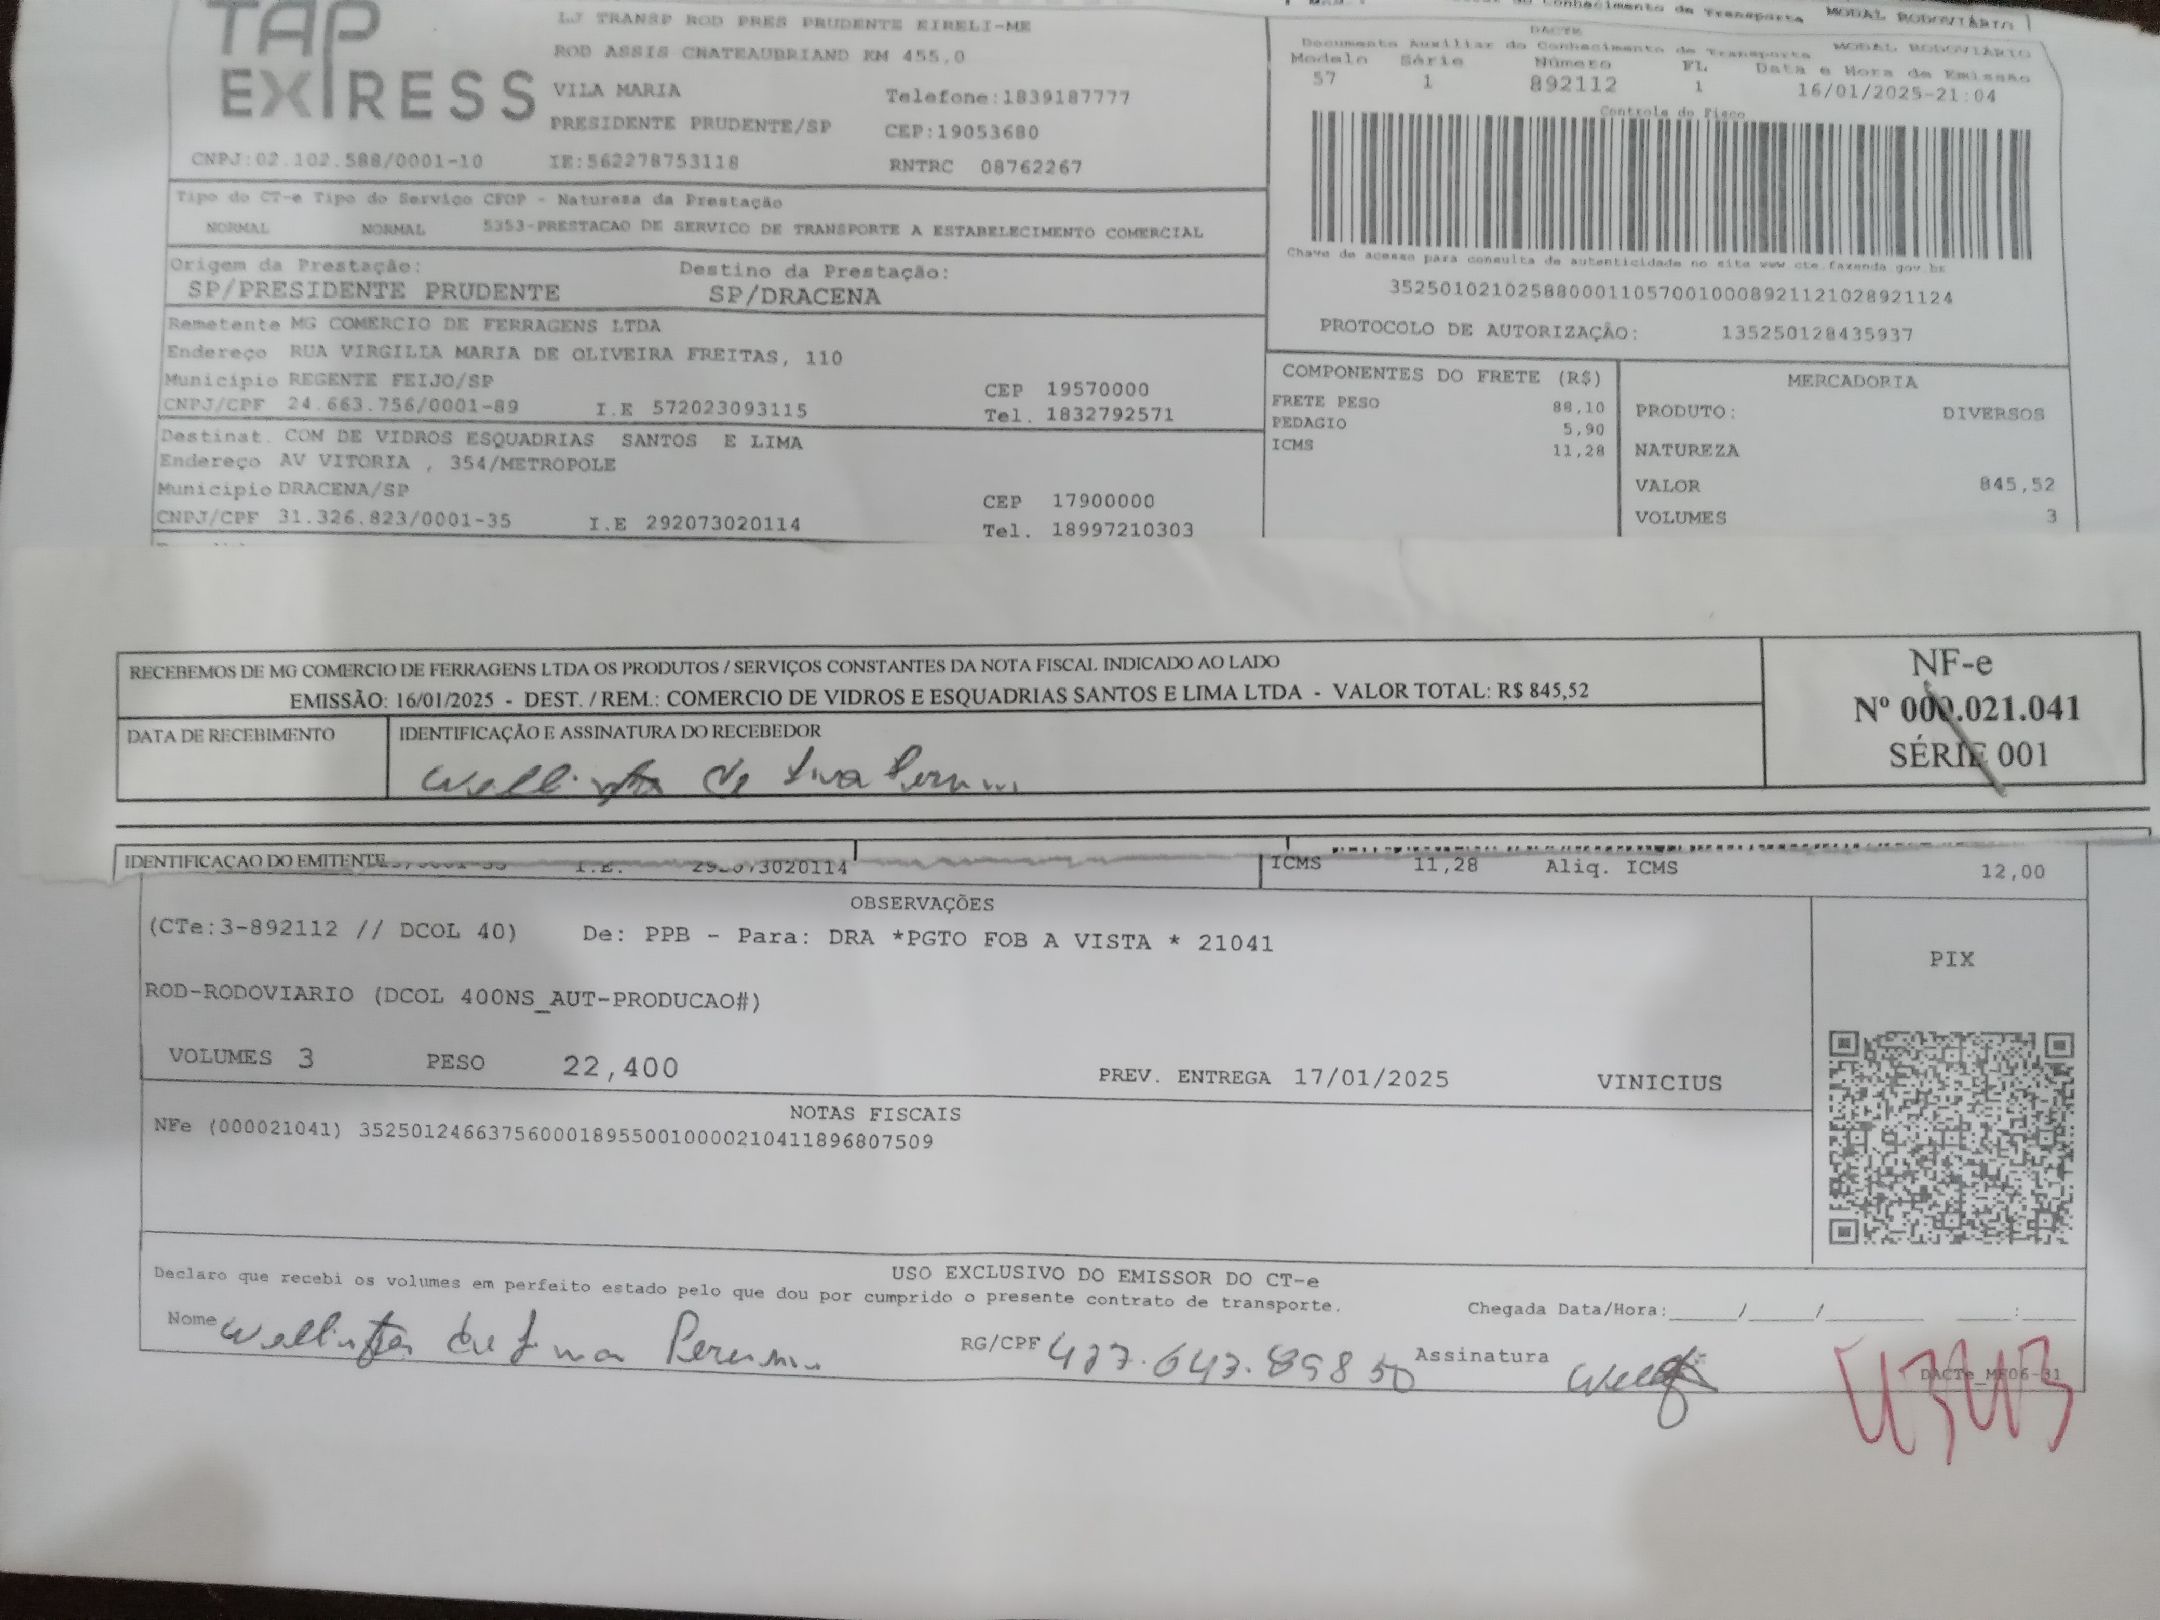 TAP EXPRESS
LJ TRANSP ROD PRES PRUDENTE EIRELI-ME
ROD ASSIS CHATEAUBRIAND KM 455,0
VILA MARIA Telefone:1839187777
PRESIDENTE PRUDENTE/SP CEP:19053680
CNPJ:02.102.588/0001-10 IE:562278753118 RNTRC 08762267
Conhecimento de Transporte MODAL RODOVIÁRIO
DACTE
Documento Auxiliar do Conhecimento de Transporte MODAL RODOVIÁRIO
Modelo Série Número FL Data e Hora de Emissão
57 1 892112 1 16/01/2025-21:04
Controle do Fisco
Chave de acesso para consulta de autenticidade no site www cte.fazenda.gov.br
35250102102588000110570010008921121028921124
PROTOCOLO DE AUTORIZAÇÃO: 135250128435937
Tipo do CT-e Tipo do Serviço CFOP - Natureza da Prestação
NORMAL NORMAL 5353-PRESTACAO DE SERVICO DE TRANSPORTE A ESTABELECIMENTO COMERCIAL
Origem da Prestação: Destino da Prestação:
SP/PRESIDENTE PRUDENTE SP/DRACENA
Remetente MG COMERCIO DE FERRAGENS LTDA
Endereço RUA VIRGILIA MARIA DE OLIVEIRA FREITAS, 110
Município REGENTE FEIJO/SP CEP 19570000
CNPJ/CPF 24.663.756/0001-89 I.E 572023093115 Tel. 1832792571
Destinat. COM DE VIDROS ESQUADRIAS SANTOS E LIMA
Endereço AV VITORIA , 354/METROPOLE
Município DRACENA/SP CEP 17900000
CNPJ/CPF 31.326.823/0001-35 I.E 292073020114 Tel. 18997210303
COMPONENTES DO FRETE (R$) MERCADORIA
FRETE PESO 88,10 PRODUTO: DIVERSOS
PEDAGIO 5,90
ICMS 11,28 NATUREZA
VALOR 845,52
VOLUMES 3
RECEBEMOS DE MG COMERCIO DE FERRAGENS LTDA OS PRODUTOS / SERVIÇOS CONSTANTES DA NOTA FISCAL INDICADO AO LADO
EMISSÃO: 16/01/2025 - DEST. / REM.: COMERCIO DE VIDROS E ESQUADRIAS SANTOS E LIMA LTDA - VALOR TOTAL: R$ 845,52
NF-e
Nº 000.021.041
SÉRIE 001
DATA DE RECEBIMENTO IDENTIFICAÇÃO E ASSINATURA DO RECEBEDOR
IDENTIFICAÇAO DO EMITENTE I.E. 292073020114 ICMS 11,28 Aliq. ICMS 12,00
OBSERVAÇÕES
(CTe:3-892112 // DCOL 40) De: PPB - Para: DRA *PGTO FOB A VISTA * 21041
PIX
ROD-RODOVIARIO (DCOL 400NS_AUT-PRODUCAO#)
VOLUMES 3 PESO 22,400 PREV. ENTREGA 17/01/2025 VINICIUS
NOTAS FISCAIS
NFe (000021041) 35250124663756000189550010000210411896807509
USO EXCLUSIVO DO EMISSOR DO CT-e
Declaro que recebi os volumes em perfeito estado pelo que dou por cumprido o presente contrato de transporte.
Chegada Data/Hora:_____/_____/________ _____:_____
Nome RG/CPF Assinatura